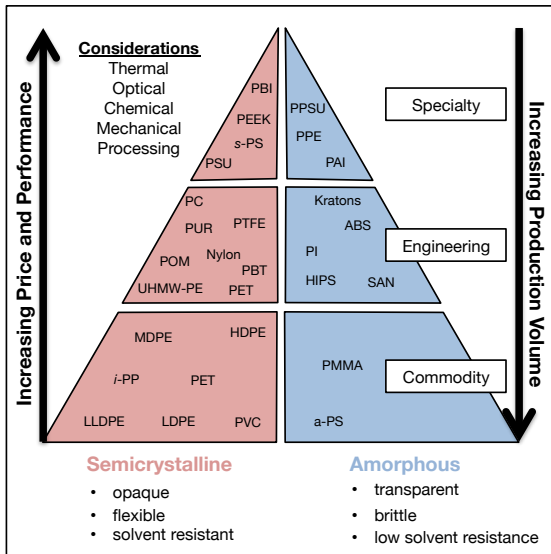 Considerations
Thermal
Optical
Chemical
Mechanical
Processing
Increasing Price and Performance
Increasing Production Volume
PBI
PEEK
s-PS
PSU
PPSU
PPE
PAI
Specialty
PC
PTFE
PUR
Nylon
POM
PBT
UHMW-PE
PET
Kratons
ABS
PI
HIPS
SAN
Engineering
HDPE
MDPE
i-PP
PET
LLDPE
LDPE
PVC
PMMA
a-PS
Commodity
Semicrystalline
• opaque
• flexible
• solvent resistant
Amorphous
• transparent
• brittle
• low solvent resistance